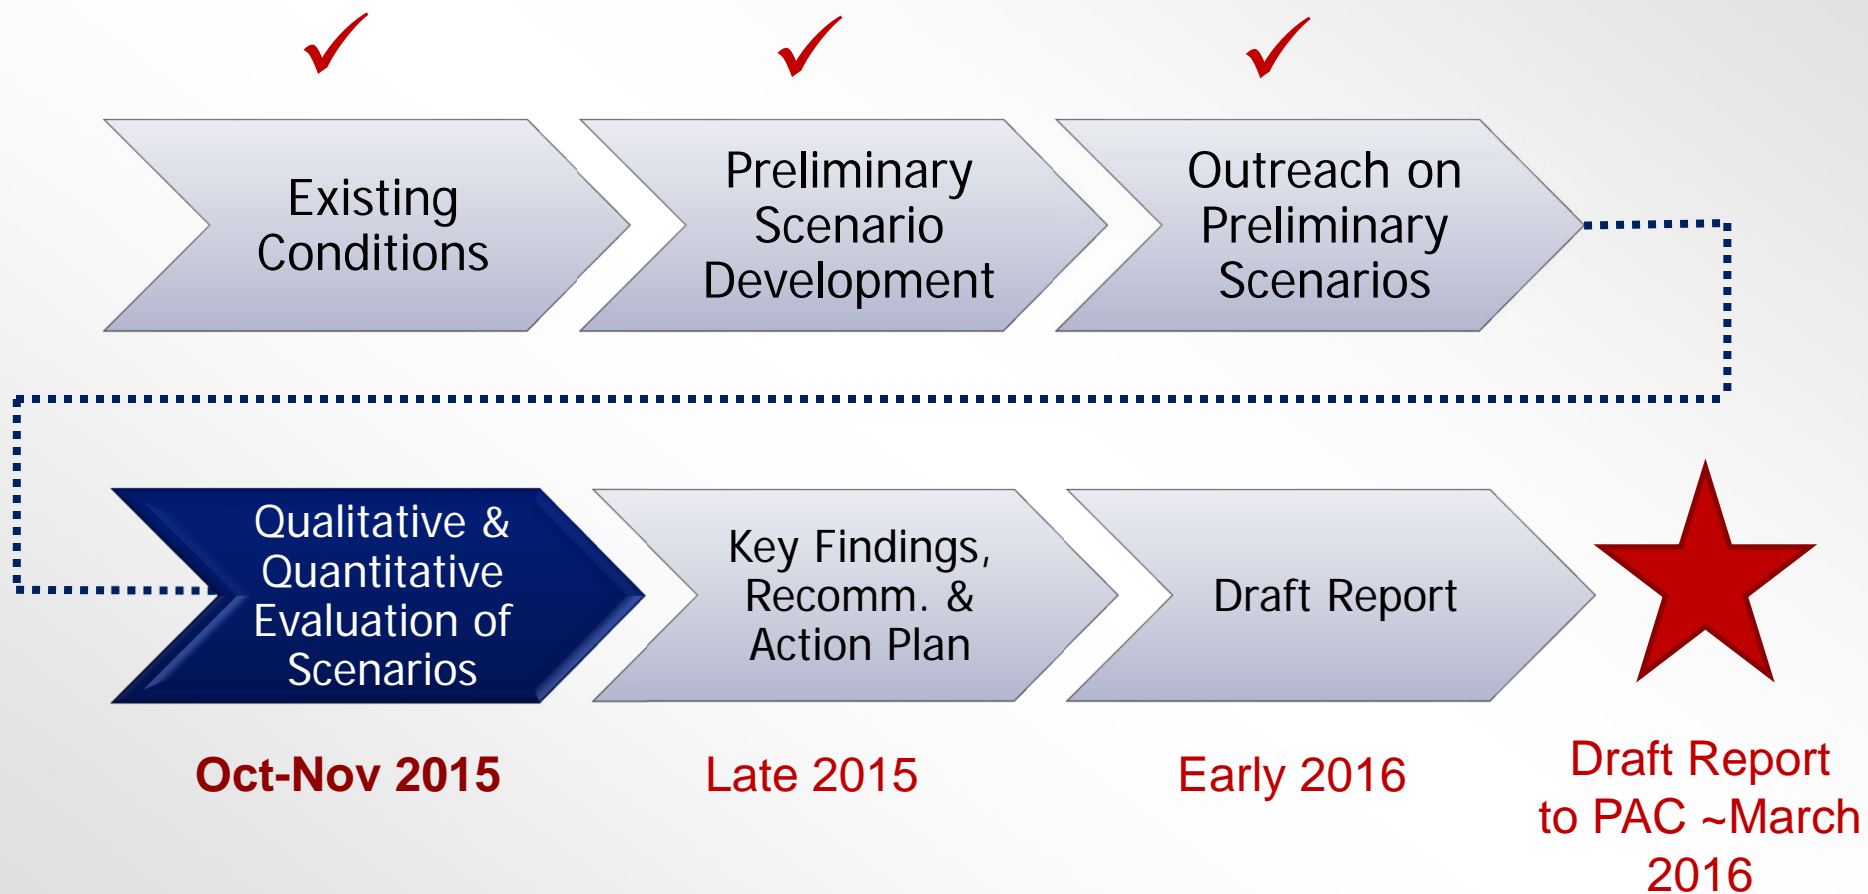 Existing
Conditions
Preliminary
Scenario
Development
Outreach on
Preliminary
Scenarios
Qualitative &
Quantitative
Evaluation of
Scenarios
Key Findings,
Recomm. &
Action Plan
Draft Report
Oct-Nov 2015
Late 2015
Early 2016
Draft Report
to PAC ~March
2016